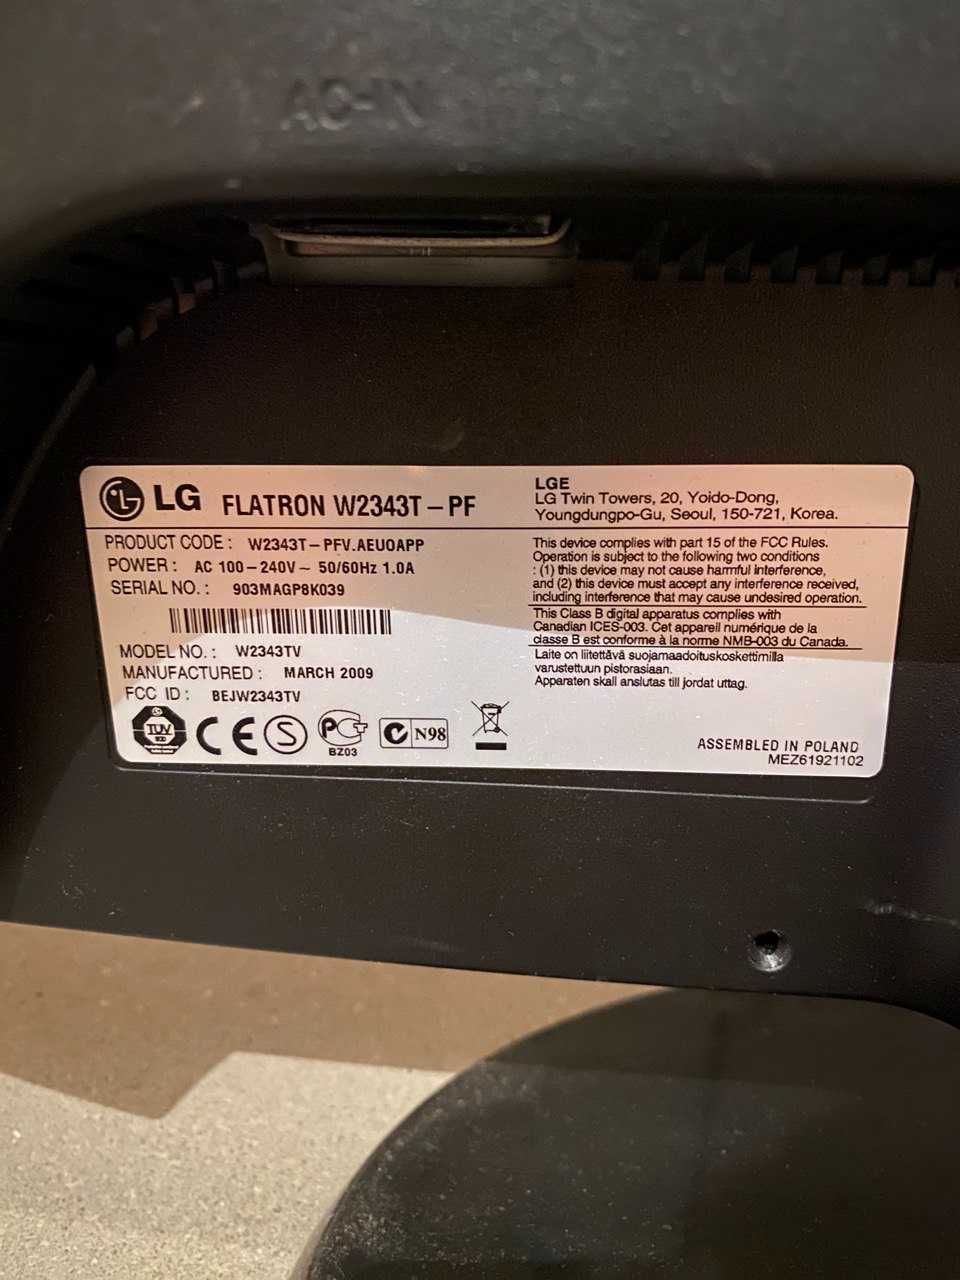 AC-IN
LG FLATRON W2343T-PF
PRODUCT CODE : W2343T-PFV.AEUOAPP
POWER : AC 100-240V~ 50/60Hz 1.0A
SERIAL NO. : 903MAGP8K039
MODEL NO. : W2343TV
MANUFACTURED : MARCH 2009
FCC ID : BEJW2343TV
TUV
CE
S
PCT
BZ03
N98
LGE
LG Twin Towers, 20, Yoido-Dong,
Youngdungpo-Gu, Seoul, 150-721, Korea.
This device complies with part 15 of the FCC Rules.
Operation is subject to the following two conditions
: (1) this device may not cause harmful interference,
and (2) this device must accept any interference received,
including interference that may cause undesired operation.
This Class B digital apparatus complies with
Canadian ICES-003. Cet appareil numérique de la
classe B est conforme à la norme NMB-003 du Canada.
Laite on liitettävä suojamaadoituskoskettimilla
varustettuun pistorasiaan.
Apparaten skall anslutas till jordat uttag.
ASSEMBLED IN POLAND
MEZ61921102